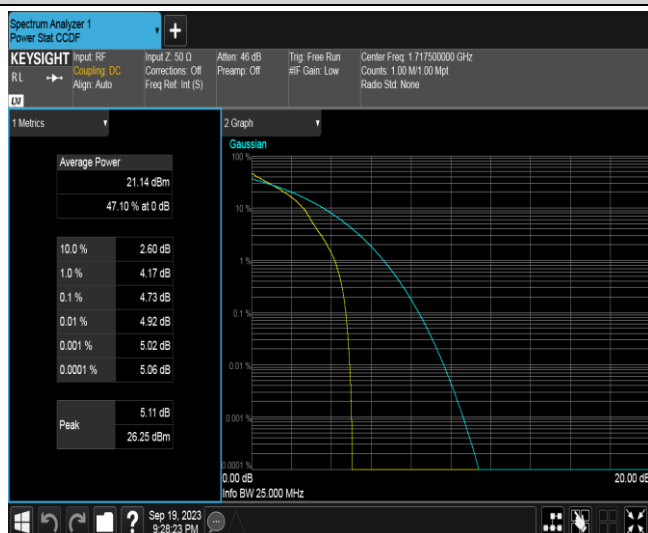 Spectrum Analyzer 1
Power Stat CCDF
KEYSIGHT
RL
LXI
Input: RF
Coupling: DC
Align: Auto
Input Z: 50 Ω
Corrections: Off
Freq Ref: Int (S)
Atten: 46 dB
Preamp: Off
Trig: Free Run
#IF Gain: Low
Center Freq: 1.717500000 GHz
Counts: 1.00 M/1.00 Mpt
Radio Std: None
1 Metrics
Average Power
21.14 dBm
47.10 % at 0 dB
10.0 % 2.60 dB
1.0 % 4.17 dB
0.1 % 4.73 dB
0.01 % 4.92 dB
0.001 % 5.02 dB
0.0001 % 5.06 dB
Peak
5.11 dB
26.25 dBm
2 Graph
Gaussian
100 %
10 %
1 %
0.1 %
0.01 %
0.001 %
0.0001 %
0.00 dB
20.00 dB
Info BW 25.000 MHz
?
Sep 19, 2023
9:28:23 PM